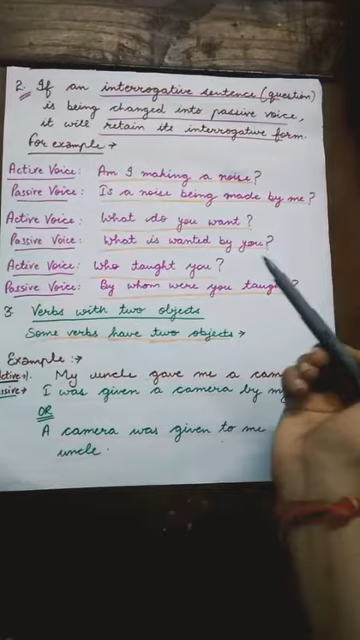 2. If an interrogative sentence (question)
is being changed into passive voice,
it will retain its interrogative form.
For example →
Active Voice: Am I making a noise?
Passive Voice: Is a noise being made by me?
Active Voice: What do you want?
Passive Voice: What is wanted by you?
Active Voice: Who taught you?
Passive Voice: By whom were you taught?
3. Verbs with two objects
Some verbs have two objects →
Example :→
My uncle gave me a
I was given a camera by
OR
A camera was given to me
uncle.